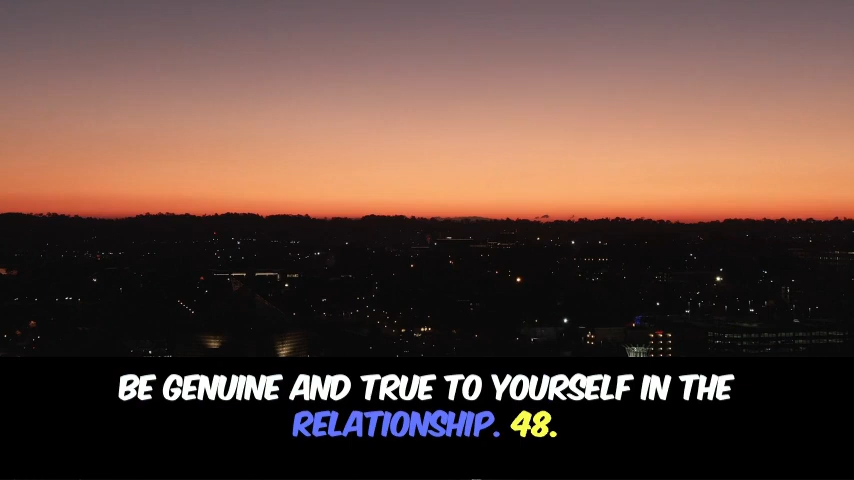 BE GENUINE AND TRUE TO YOURSELF IN THE
RELATIONSHIP. 48.